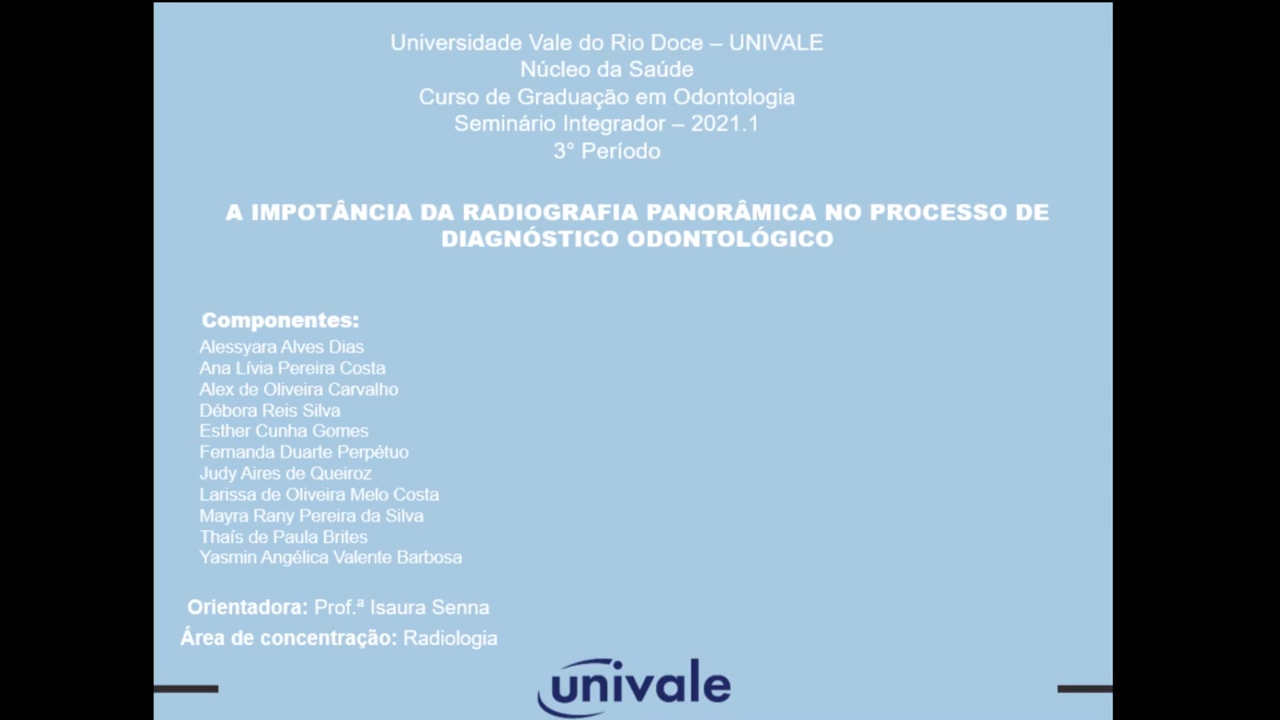 Universidade Vale do Rio Doce – UNIVALE
Núcleo da Saúde
Curso de Graduação em Odontologia
Seminário Integrador – 2021.1
3° Período
A IMPOTÂNCIA DA RADIOGRAFIA PANORÂMICA NO PROCESSO DE
DIAGNÓSTICO ODONTOLÓGICO
Componentes:
Alessyara Alves Dias
Ana Lívia Pereira Costa
Alex de Oliveira Carvalho
Débora Reis Silva
Esther Cunha Gomes
Fernanda Duarte Perpétuo
Judy Aires de Queiroz
Larissa de Oliveira Melo Costa
Mayra Rany Pereira da Silva
Thaís de Paula Brites
Yasmin Angélica Valente Barbosa
Orientadora: Prof.ª Isaura Senna
Área de concentração: Radiologia
univale